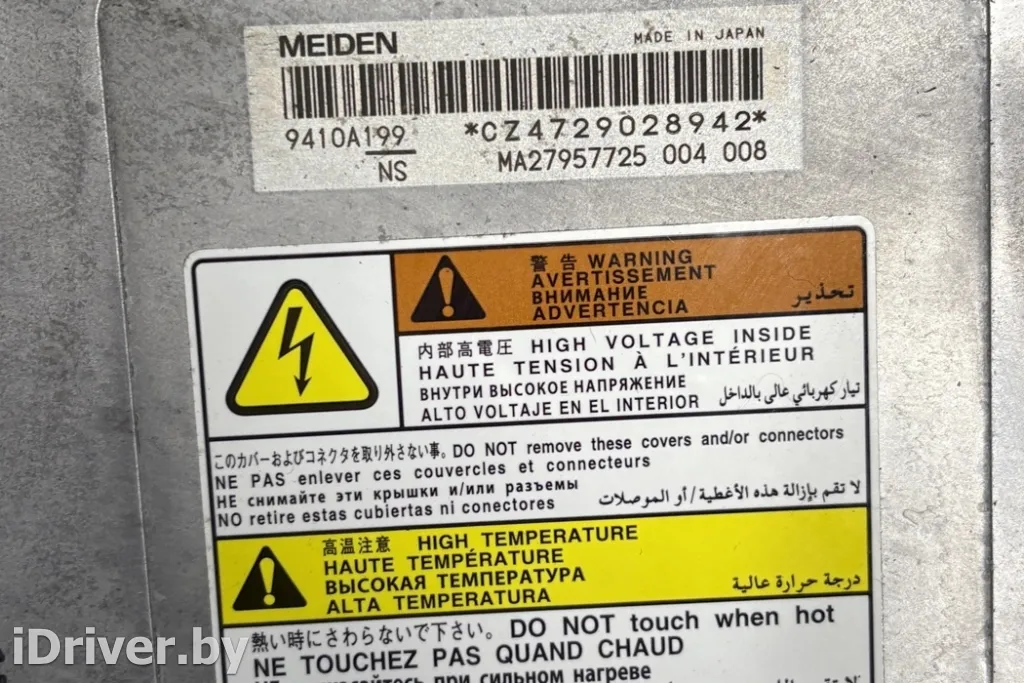 MEIDEN
MADE IN JAPAN
9410A199
*CZ4729028942*
NS
MA27957725 004 008
警告 WARNING
AVERTISSEMENT
ВНИМАНИЕ
ADVERTENCIA
تحذير
内部高電圧 HIGH VOLTAGE INSIDE
HAUTE TENSION À L'INTÉRIEUR
ВНУТРИ ВЫСОКОЕ НАПРЯЖЕНИЕ
ALTO VOLTAJE EN EL INTERIOR
تيار كهربائي عالى بالداخل
このカバーおよびコネクタを取り外さない事。DO NOT remove these covers and/or connectors
NE PAS enlever ces couvercles et connecteurs
НЕ снимайте эти крышки и/или разъемы
NO retire estas cubiertas ni conectores
لا تقم بإزالة هذه الأغطية/أو الموصلات
高温注意 HIGH TEMPERATURE
HAUTE TEMPÉRATURE
ВЫСОКАЯ ТЕМПЕРАТУРА
ALTA TEMPERATURA
درجة حرارة عالية
熱い時にさわらないで下さい。DO NOT touch when hot
NE TOUCHEZ PAS QUAND CHAUD
при сильном нагреве
iDriver.by